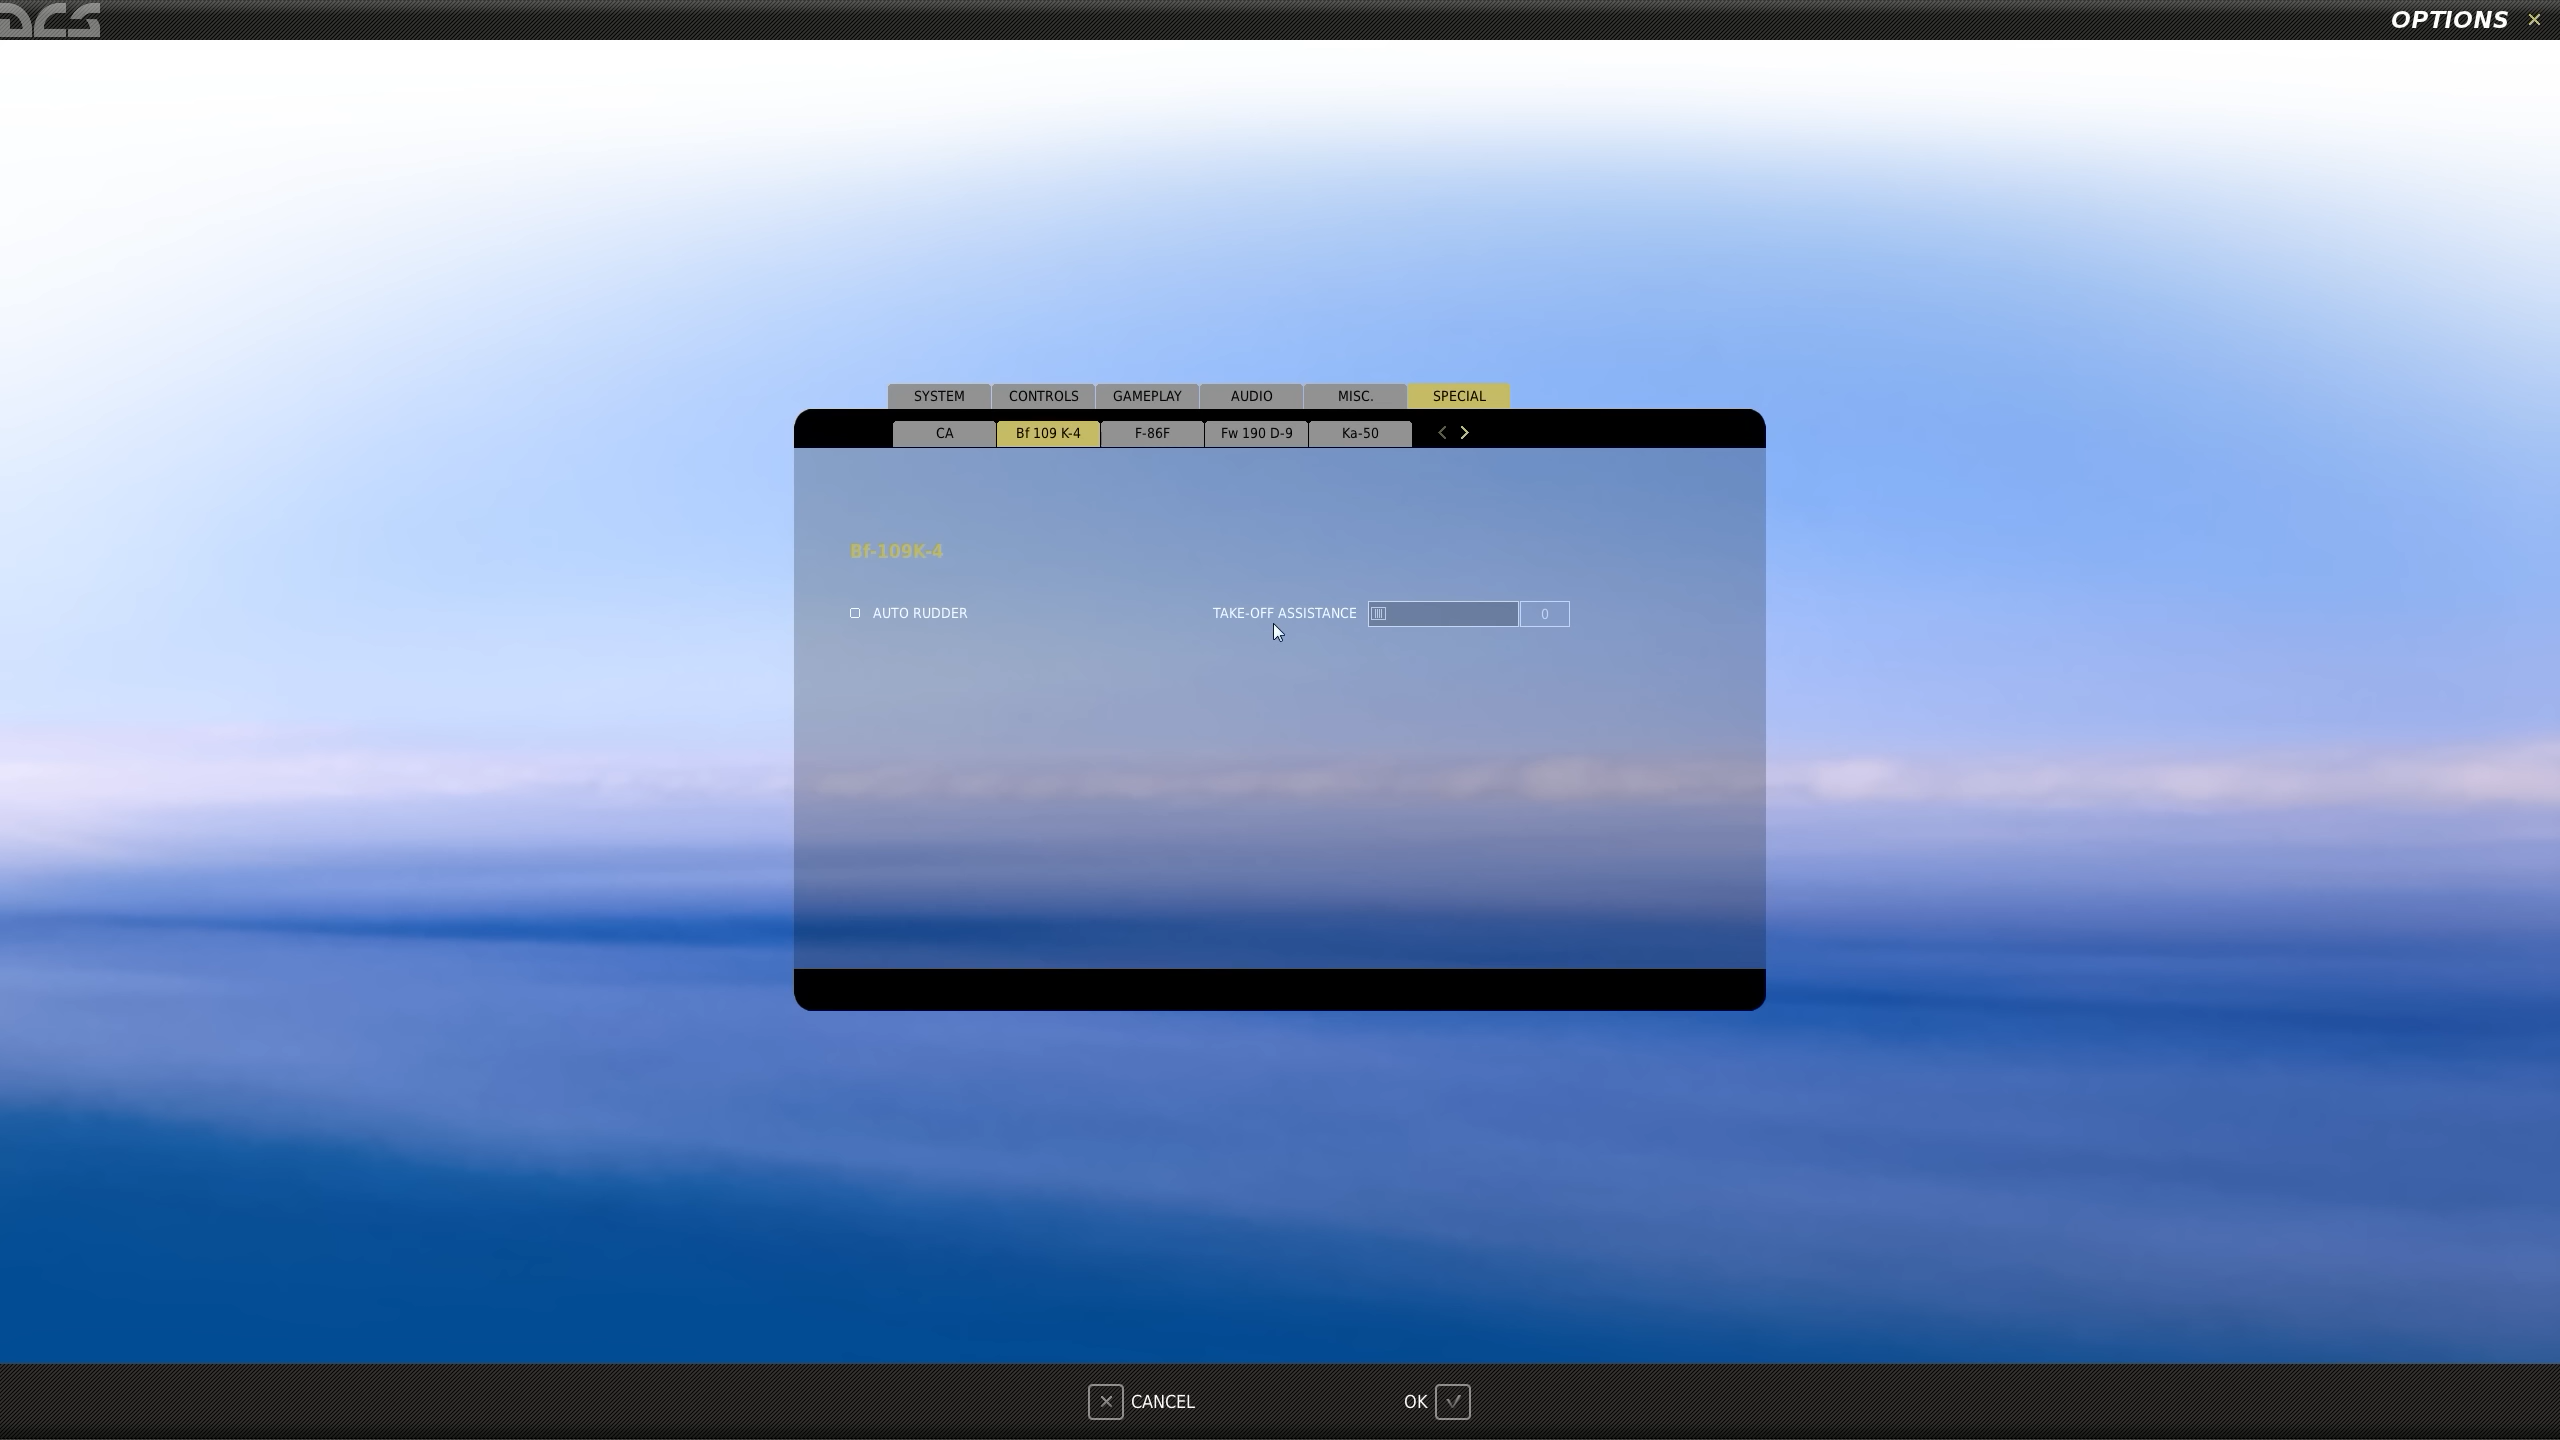 DCS
OPTIONS
SYSTEM CONTROLS GAMEPLAY AUDIO MISC. SPECIAL
CA Bf 109 K-4 F-86F Fw 190 D-9 Ka-50
Bf-109K-4
AUTO RUDDER TAKE-OFF ASSISTANCE 0
CANCEL OK